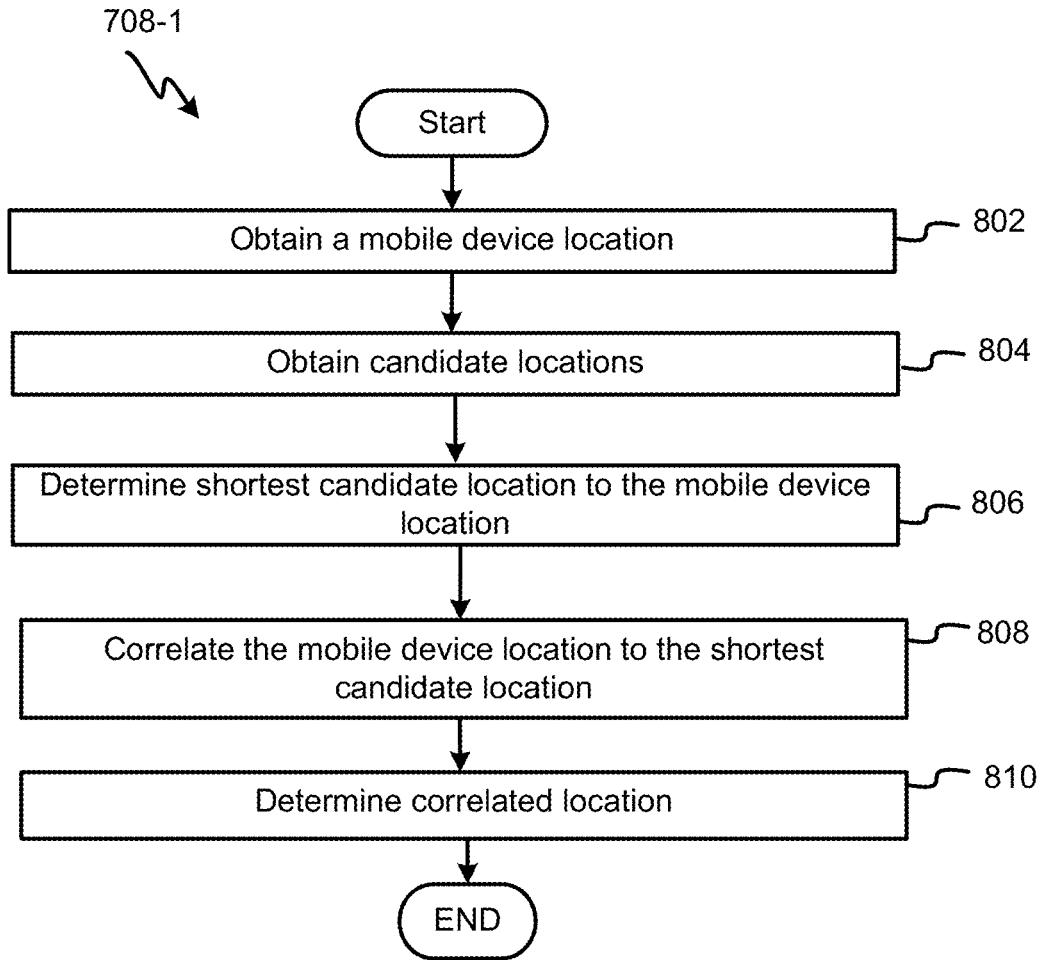 708-1
Start
Obtain a mobile device location
802
Obtain candidate locations
804
Determine shortest candidate location to the mobile device
location
806
Correlate the mobile device location to the shortest
candidate location
808
Determine correlated location
810
END